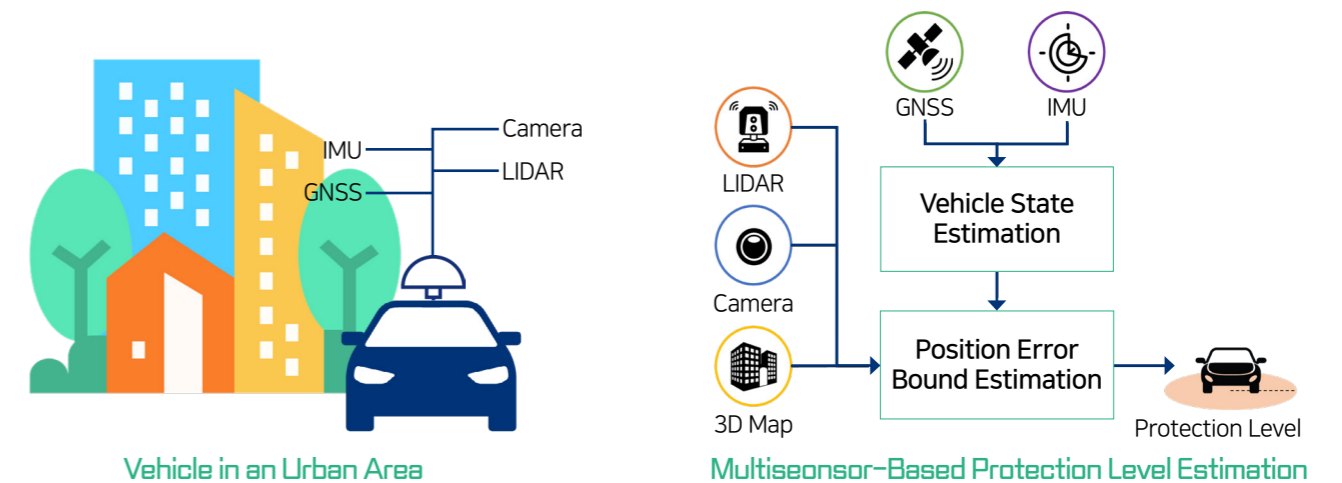 Camera
IMU
LIDAR
GNSS
Vehicle in an Urban Area
GNSS
IMU
LIDAR
Camera
3D Map
Vehicle State
Estimation
Position Error
Bound Estimation
Protection Level
Multiseonsor-Based Protection Level Estimation